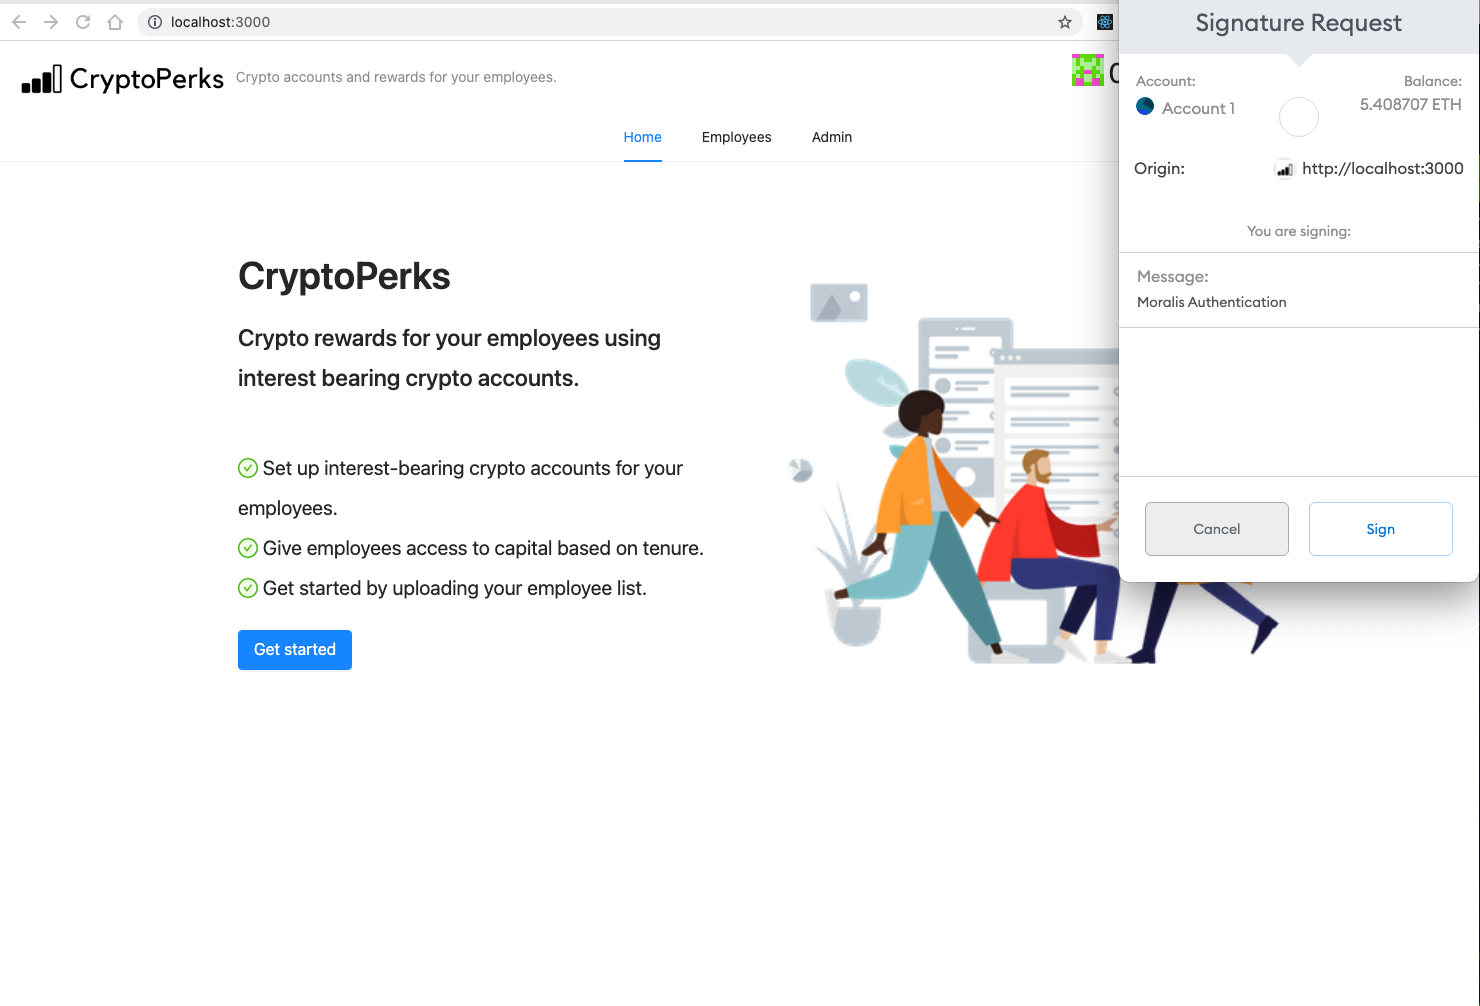 localhost:3000
CryptoPerks
Crypto accounts and rewards for your employees.
Home
Employees
Admin
CryptoPerks
Crypto rewards for your employees using
interest bearing crypto accounts.
Set up interest-bearing crypto accounts for your
employees.
Give employees access to capital based on tenure.
Get started by uploading your employee list.
Get started
Signature Request
Account:
Balance:
Account 1
5.408707 ETH
Origin:
http://localhost:3000
You are signing:
Message:
Moralis Authentication
Cancel
Sign